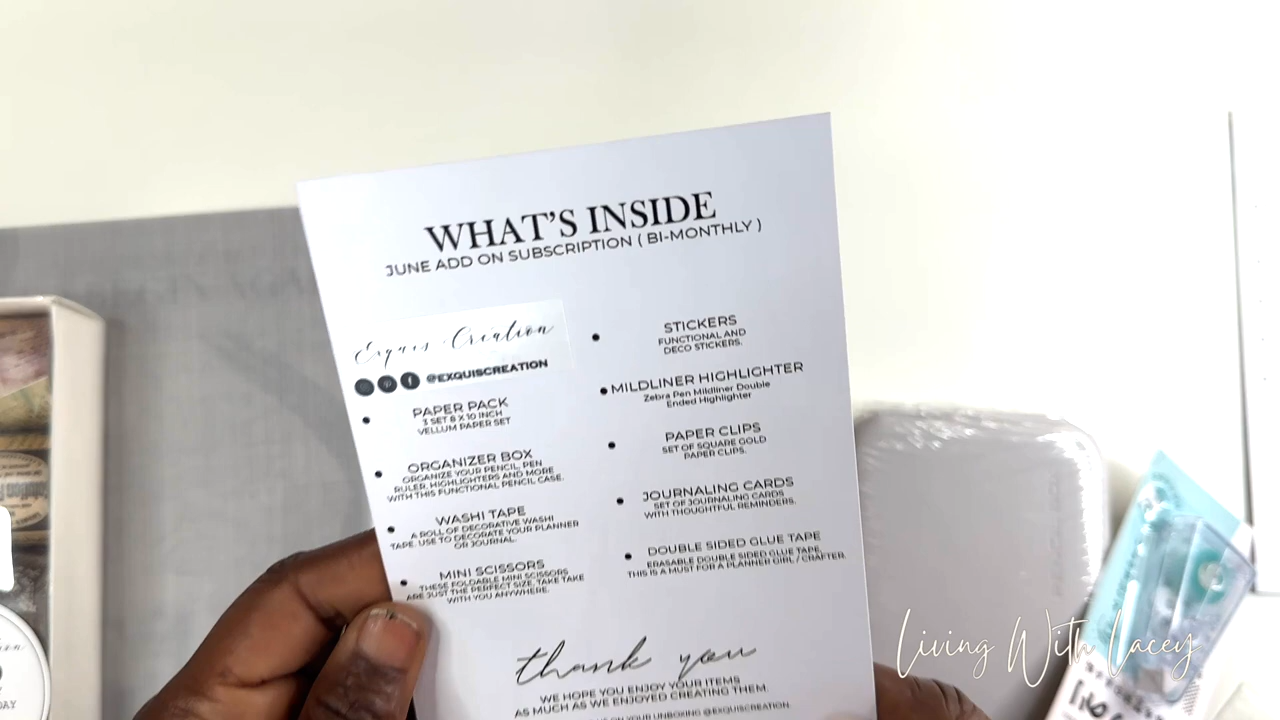 WHAT'S INSIDE
JUNE ADD ON SUBSCRIPTION ( BI-MONTHLY )
Exquis Création
@EXQUISCREATION
PAPER PACK
3 SET 8 X 10 INCH
VELLUM PAPER SET
ORGANIZER BOX
ORGANIZE YOUR PENCIL, PEN
RULER, HIGHLIGHTERS AND MORE
WITH THIS FUNCTIONAL PENCIL CASE.
WASHI TAPE
A ROLL OF DECORATIVE WASHI
TAPE. USE TO DECORATE YOUR PLANNER
OR JOURNAL.
MINI SCISSORS
THESE FOLDABLE MINI SCISSORS
ARE JUST THE PERFECT SIZE, TAKE TAKE
WITH YOU ANYWHERE.
STICKERS
FUNCTIONAL AND
DECO STICKERS.
MILDLINER HIGHLIGHTER
Zebra Pen Mildliner Double
Ended Highlighter
PAPER CLIPS
SET OF SQUARE GOLD
PAPER CLIPS.
JOURNALING CARDS
SET OF JOURNALING CARDS
WITH THOUGHTFUL REMINDERS.
DOUBLE SIDED GLUE TAPE
ERASABLE DOUBLE SIDED GLUE TAPE,
THIS IS A MUST FOR A PLANNER GIRL / CRAFTER.
thank you
WE HOPE YOU ENJOY YOUR ITEMS
AS MUCH AS WE ENJOYED CREATING THEM.
ON YOUR UNBOXING @EXQUISCREATION
Living With Lacey